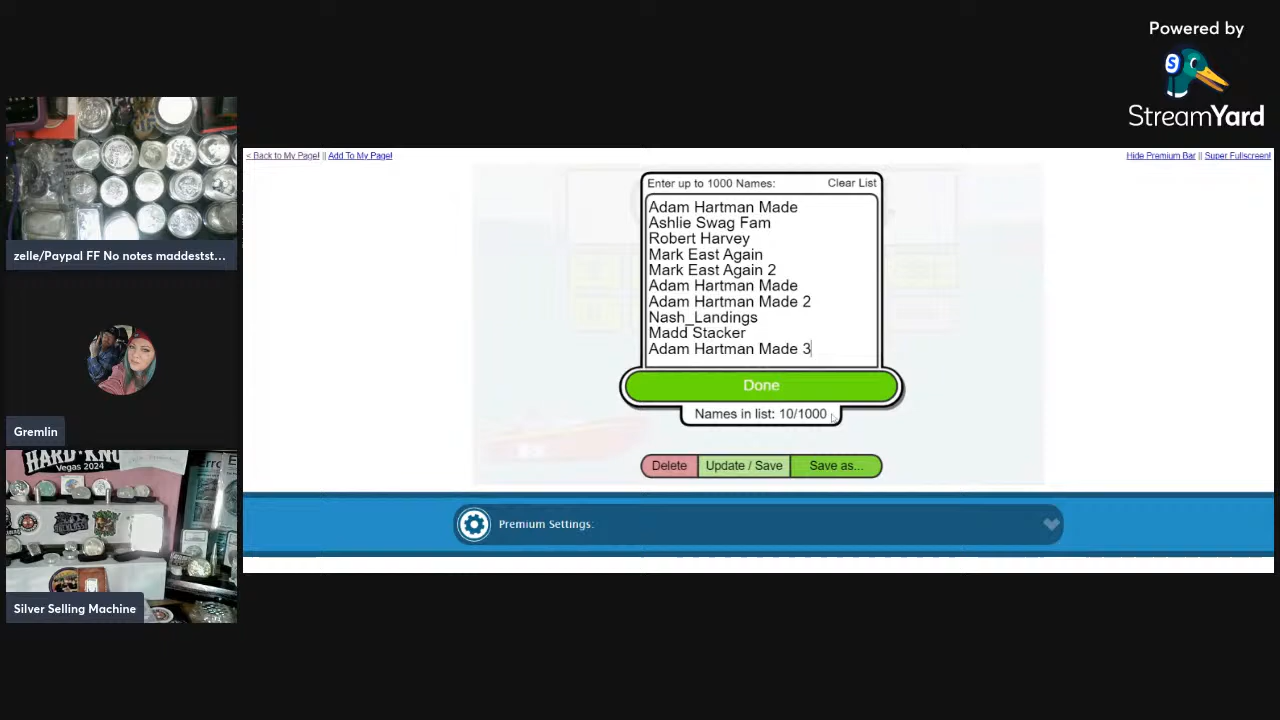 Powered by
StreamYard
< Back to My Page! || Add To My Page!
Hide Premium Bar || Super Fullscreen!
Enter up to 1000 Names:
Clear List
Adam Hartman Made
Ashlie Swag Fam
Robert Harvey
Mark East Again
Mark East Again 2
Adam Hartman Made
Adam Hartman Made 2
Nash_Landings
Madd Stacker
Adam Hartman Made 3
Done
Names in list: 10/1000
Delete
Update / Save
Save as...
Premium Settings:
zelle/Paypal FF No notes maddestst...
Gremlin
HARD KNO
Vegas 2024
Silver Selling Machine